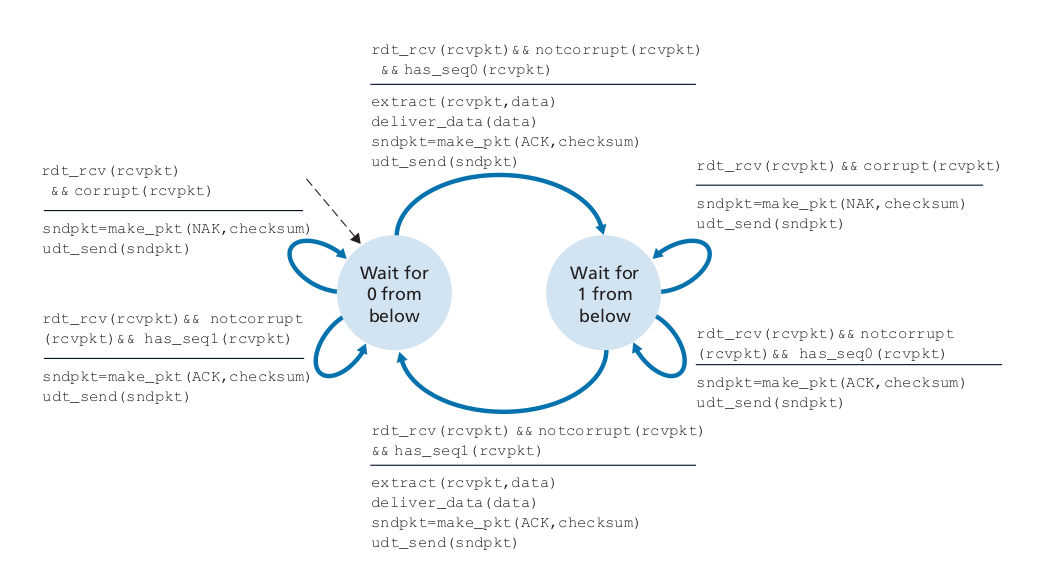 rdt_rcv(rcvpkt)&& notcorrupt(rcvpkt)
&& has_seq0(rcvpkt)
extract(rcvpkt,data)
deliver_data(data)
sndpkt=make_pkt(ACK,checksum)
udt_send(sndpkt)
rdt_rcv(rcvpkt)
&& corrupt(rcvpkt)
sndpkt=make_pkt(NAK,checksum)
udt_send(sndpkt)
rdt_rcv(rcvpkt) && corrupt(rcvpkt)
sndpkt=make_pkt(NAK,checksum)
udt_send(sndpkt)
Wait for
0 from
below
Wait for
1 from
below
rdt_rcv(rcvpkt)&& notcorrupt
(rcvpkt)&& has_seq1(rcvpkt)
sndpkt=make_pkt(ACK,checksum)
udt_send(sndpkt)
rdt_rcv(rcvpkt)&& notcorrupt
(rcvpkt)&& has_seq0(rcvpkt)
sndpkt=make_pkt(ACK,checksum)
udt_send(sndpkt)
rdt_rcv(rcvpkt) && notcorrupt(rcvpkt)
&& has_seq1(rcvpkt)
extract(rcvpkt,data)
deliver_data(data)
sndpkt=make_pkt(ACK,checksum)
udt_send(sndpkt)